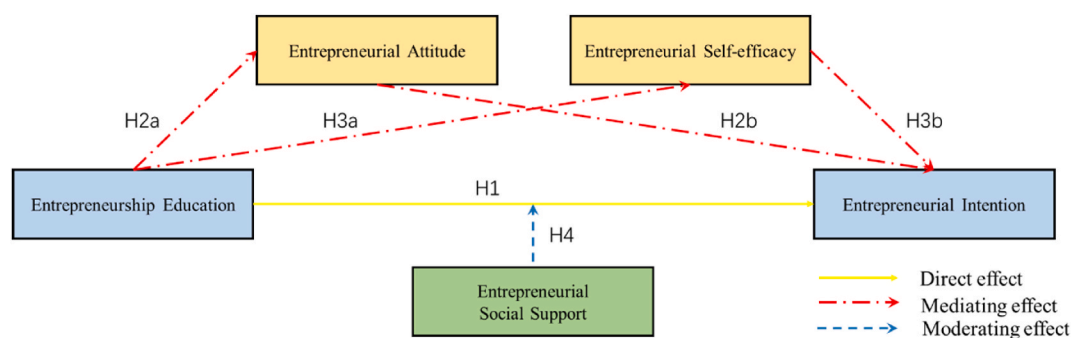 Entrepreneurial Attitude
Entrepreneurial Self-efficacy
H2a
H3a
H2b
H3b
Entrepreneurship Education
H1
Entrepreneurial Intention
H4
Entrepreneurial
Social Support
Direct effect
Mediating effect
Moderating effect